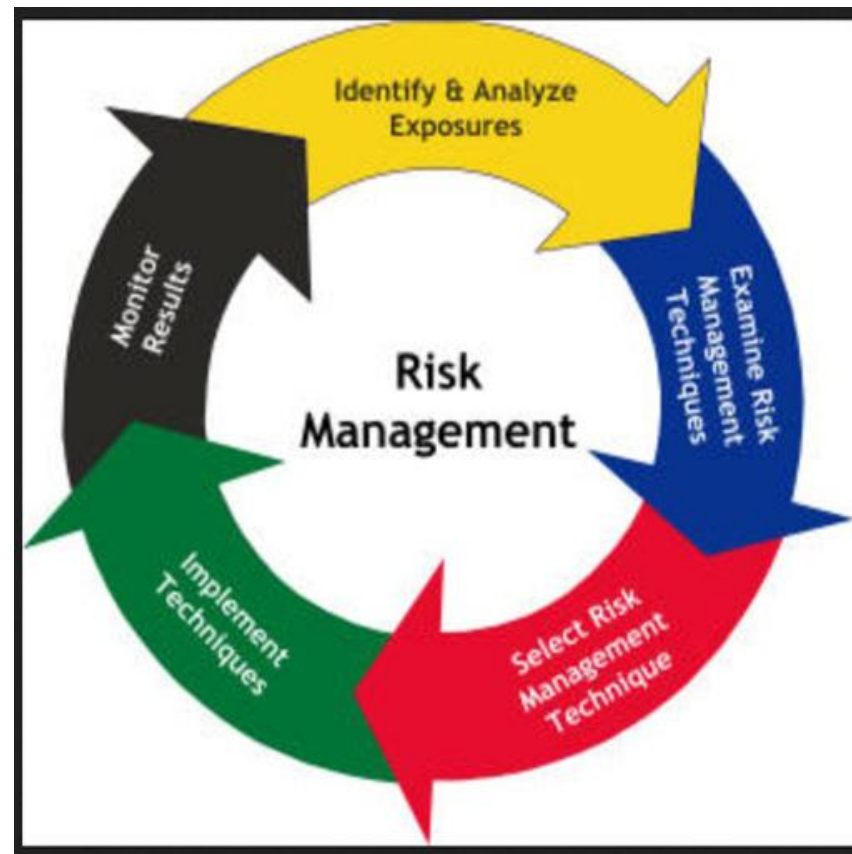 Identify & Analyze
Exposures
Examine Risk
Management
Techniques
Select Risk
Management
Technique
Implement
Techniques
Monitor
Results
Risk
Management